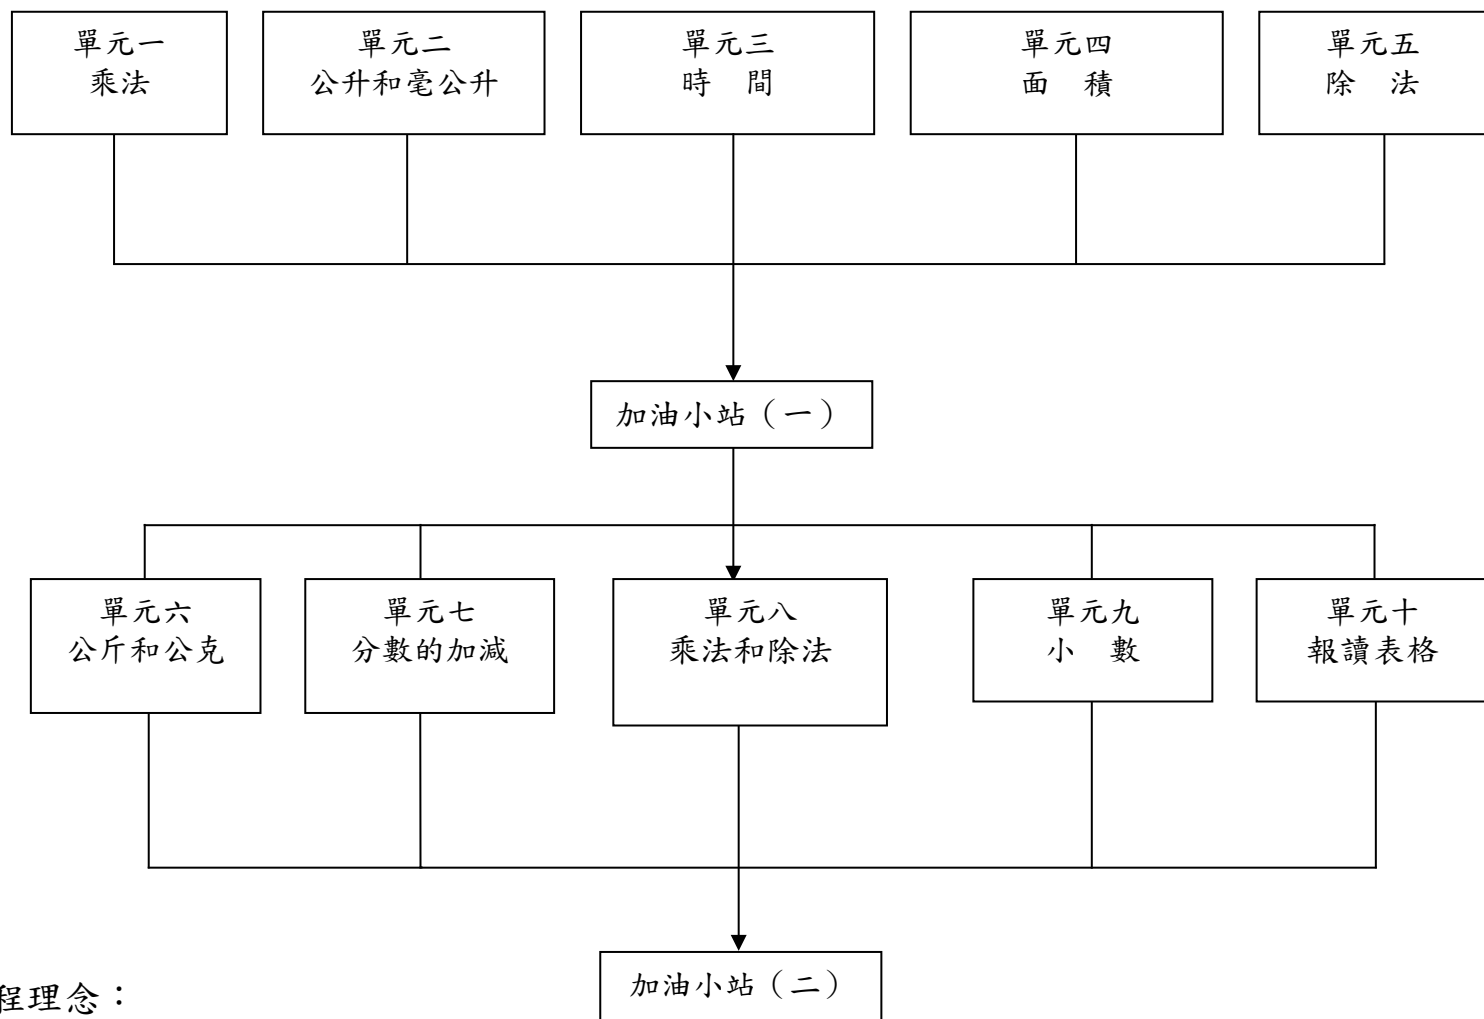 單元一
乘法
單元二
公升和毫公升
單元三
時　間
單元四
面　積
單元五
除　法
加油小站（一）
單元六
公斤和公克
單元七
分數的加減
單元八
乘法和除法
單元九
小　數
單元十
報讀表格
加油小站（二）
程理念：